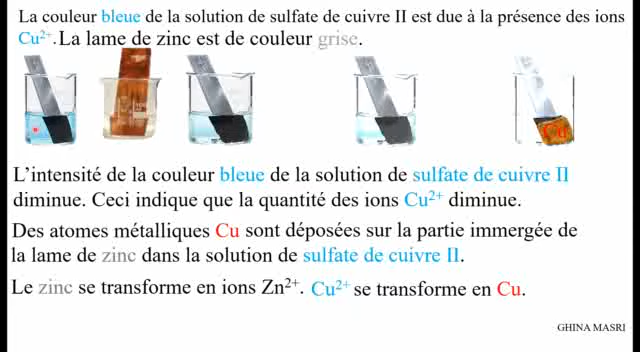 La couleur bleue de la solution de sulfate de cuivre II est due à la présence des ions
Cu²⁺. La lame de zinc est de couleur grise.
Cu
L'intensité de la couleur bleue de la solution de sulfate de cuivre II
diminue. Ceci indique que la quantité des ions Cu²⁺ diminue.
Des atomes métalliques Cu sont déposées sur la partie immergée de
la lame de zinc dans la solution de sulfate de cuivre II.
Le zinc se transforme en ions Zn²⁺. Cu²⁺ se transforme en Cu.
GHINA MASRI